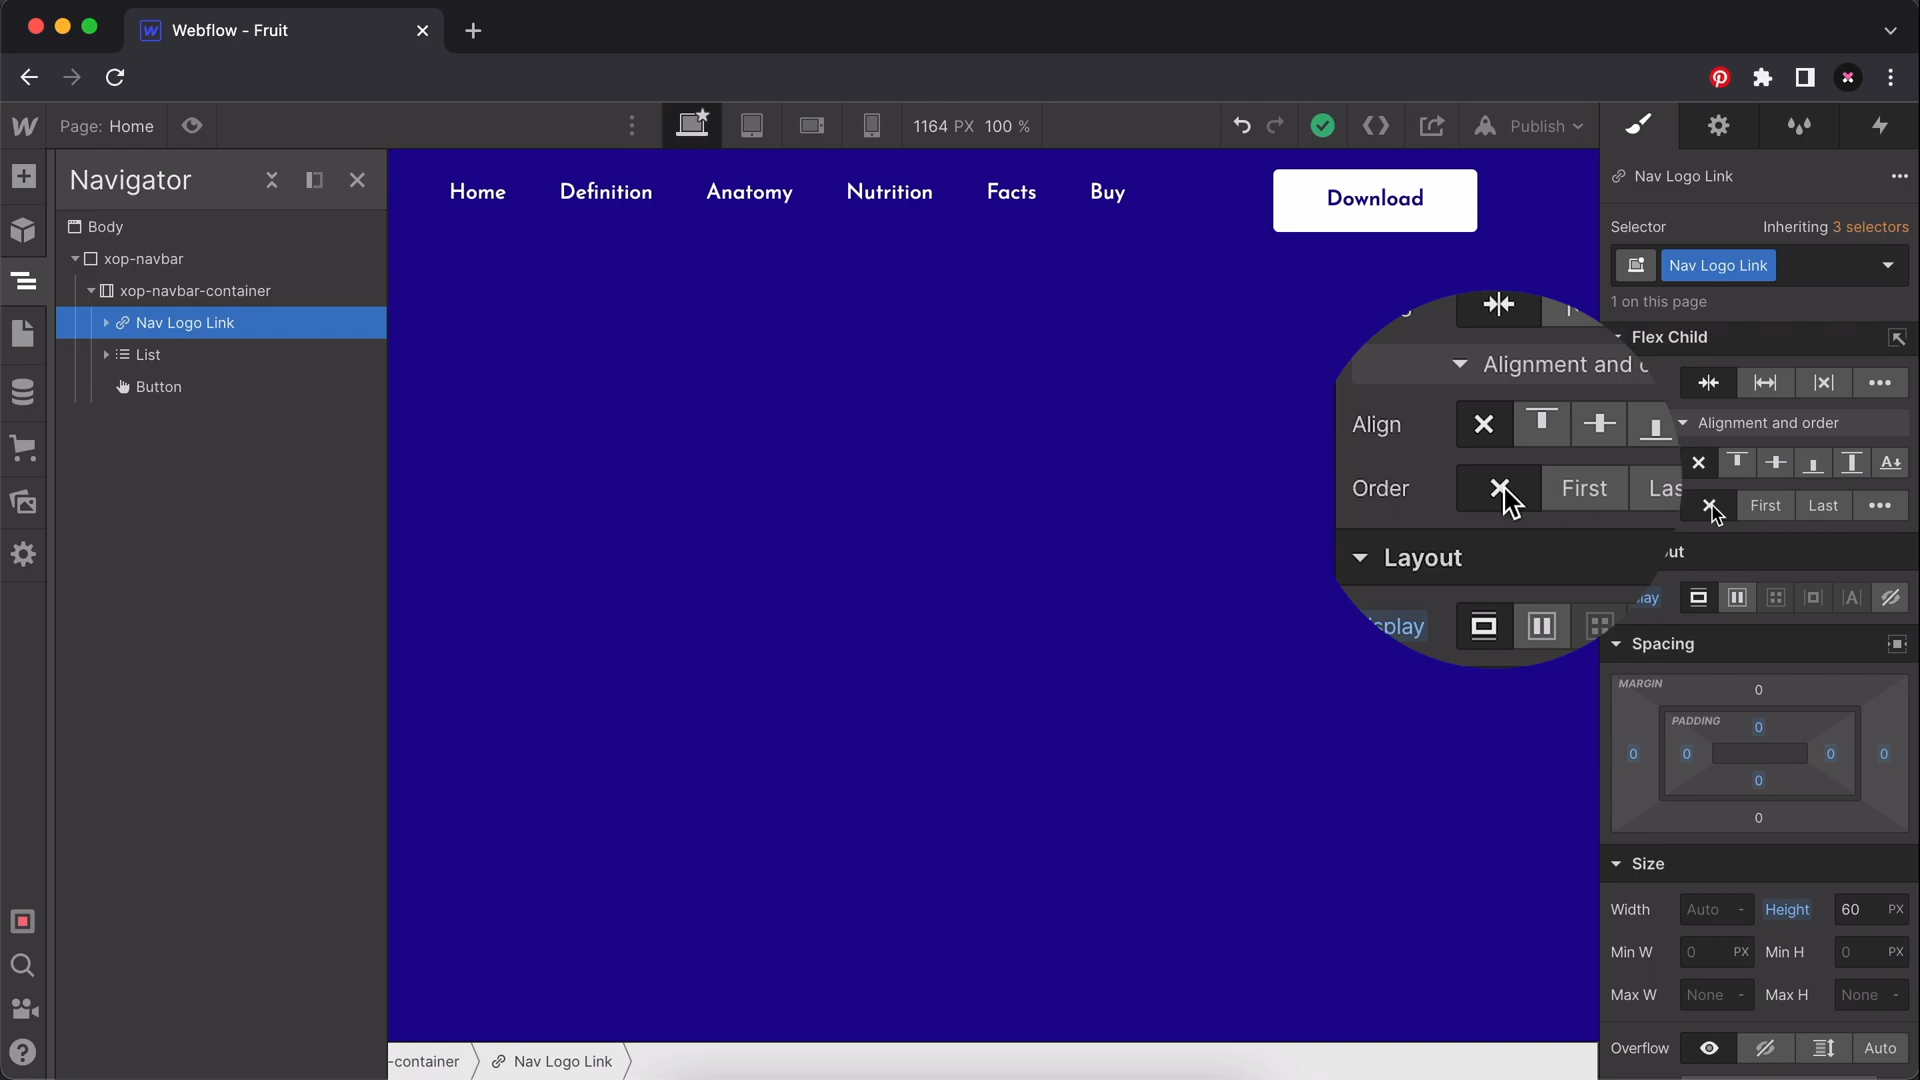 Webflow - Fruit
Page: Home
1164 PX 100 %
Publish
Navigator
Body
xop-navbar
xop-navbar-container
Nav Logo Link
List
Button
Home
Definition
Anatomy
Nutrition
Facts
Buy
Download
Nav Logo Link
Selector
Inheriting 3 selectors
Nav Logo Link
1 on this page
Flex Child
Alignment and
Align
Order
First
Layout
Alignment and order
First
Last
Spacing
MARGIN
0
PADDING
0
0
0
0
0
0
0
Size
Width
Auto
-
Height
60
PX
Min W
0
PX
Min H
0
PX
Max W
None
-
Max H
None
-
Overflow
Auto
-container
Nav Logo Link